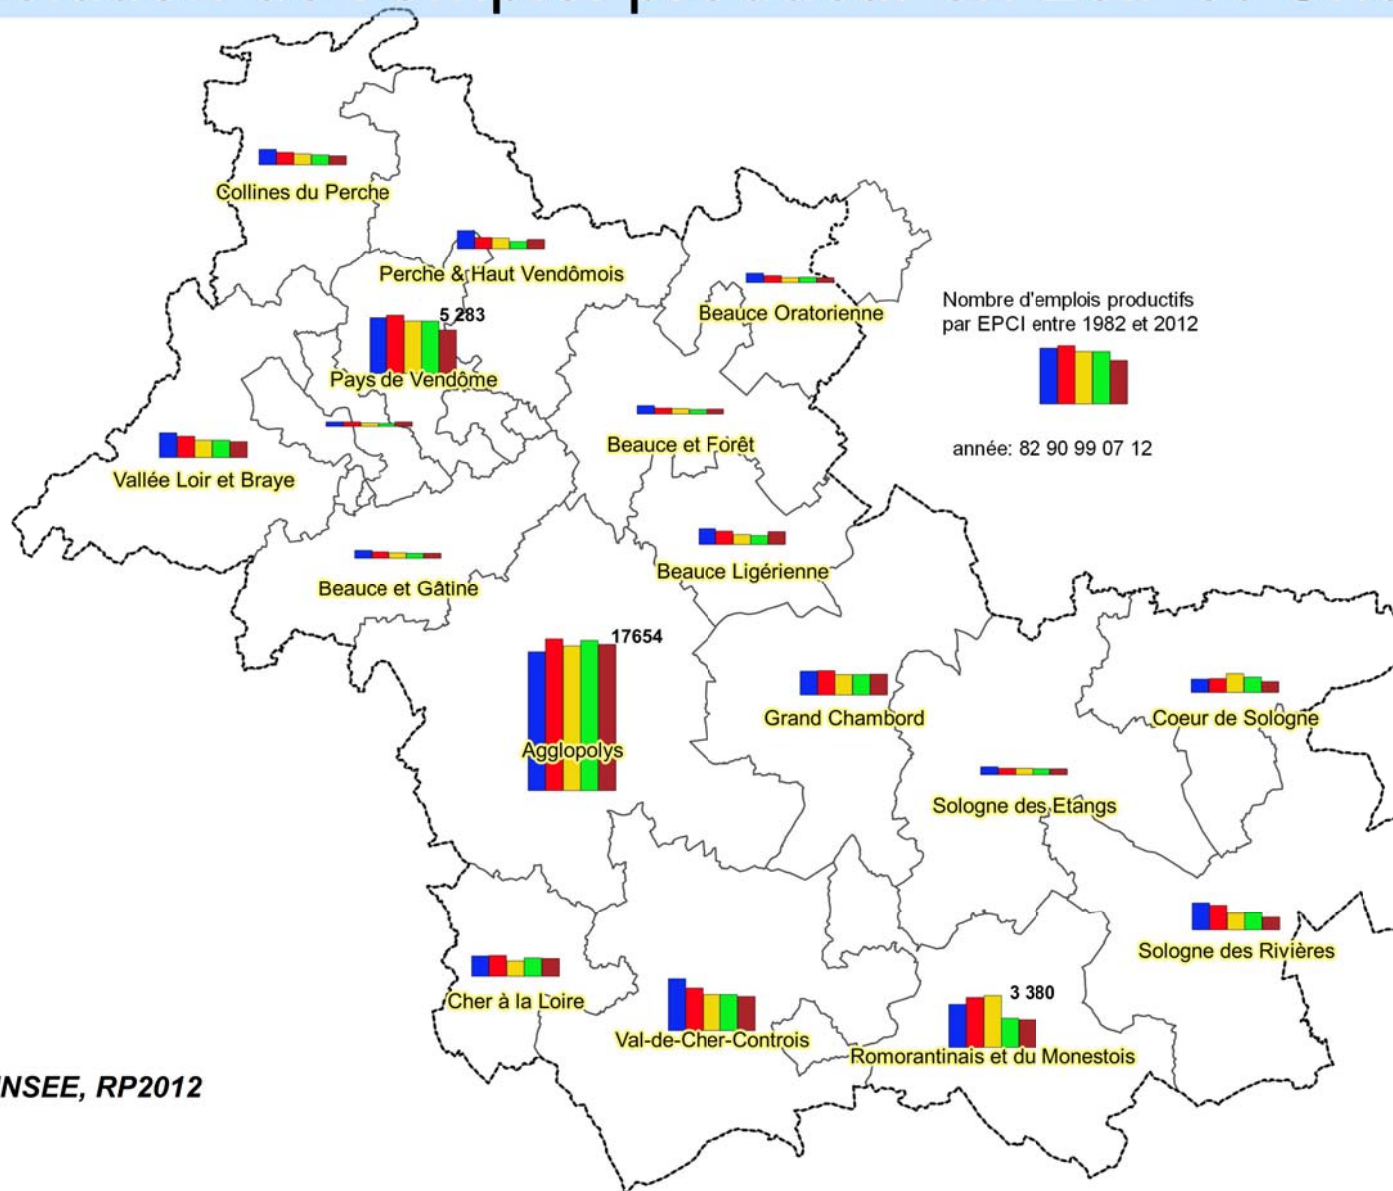 Collines du Perche
Perche & Haut Vendômois
Beauce Oratorienne
Nombre d'emplois productifs
par EPCI entre 1982 et 2012
5 283
Pays de Vendôme
Beauce et Forêt
année: 82 90 99 07 12
Vallée Loir et Braye
Beauce Ligérienne
Beauce et Gâtine
17654
Grand Chambord
Coeur de Sologne
Agglopolys
Sologne des Etangs
Sologne des Rivières
Cher à la Loire
3 380
Val-de-Cher-Controis
Romorantinais et du Monestois
NSEE, RP2012